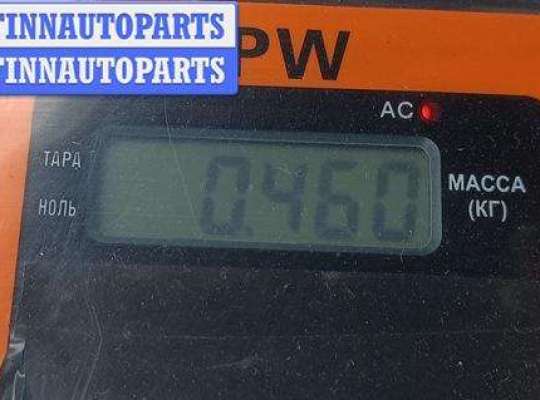 FINNAUTOPARTS
FINNAUTOPARTS
PW
AC
ТАРА
0.460
МАССА
(КГ)
НОЛЬ